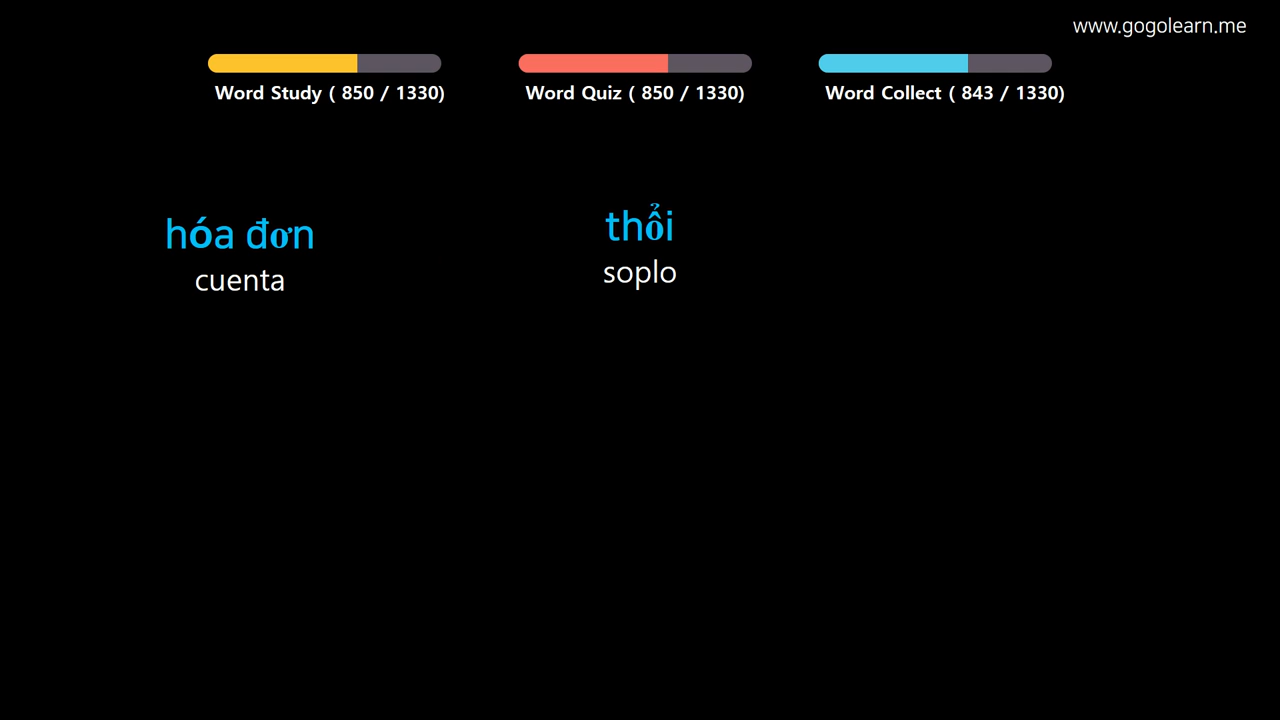 www.gogolearn.me
Word Study ( 850 / 1330)
Word Quiz ( 850 / 1330)
Word Collect ( 843 / 1330)
hóa đơn
cuenta
thổi
soplo